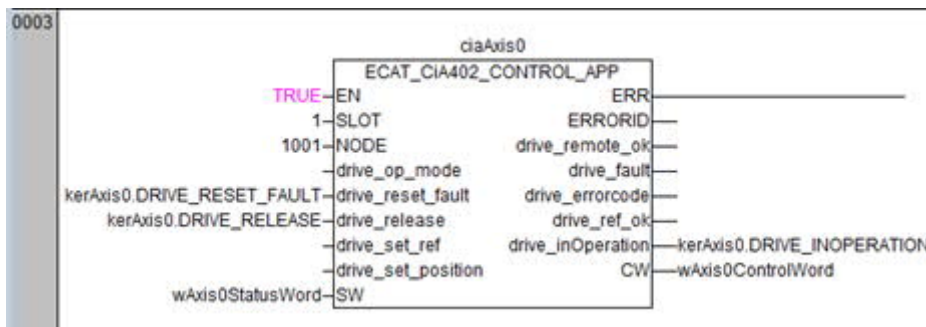 0003
ciaAxis0
ECAT_CiA402_CONTROL_APP
TRUE EN ERR
1 SLOT ERRORID
1001 NODE drive_remote_ok
drive_op_mode drive_fault
kerAxis0.DRIVE_RESET_FAULT drive_reset_fault drive_errorcode
kerAxis0.DRIVE_RELEASE drive_release drive_ref_ok
drive_set_ref drive_inOperation kerAxis0.DRIVE_INOPERATION
drive_set_position CW wAxis0ControlWord
wAxis0StatusWord SW